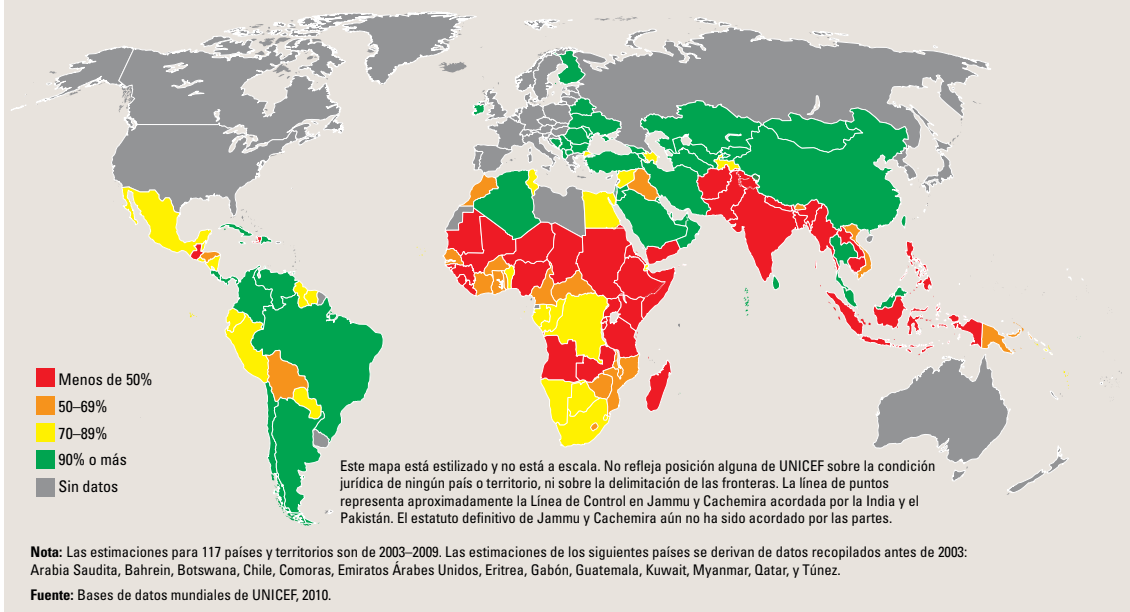 Menos de 50%
50–69%
70–89%
90% o más
Sin datos
Este mapa está estilizado y no está a escala. No refleja posición alguna de UNICEF sobre la condición
jurídica de ningún país o territorio, ni sobre la delimitación de las fronteras. La línea de puntos
representa aproximadamente la Línea de Control en Jammu y Cachemira acordada por la India y el
Pakistán. El estatuto definitivo de Jammu y Cachemira aún no ha sido acordado por las partes.
Nota: Las estimaciones para 117 países y territorios son de 2003–2009. Las estimaciones de los siguientes países se derivan de datos recopilados antes de 2003:
Arabia Saudita, Bahrein, Botswana, Chile, Comoras, Emiratos Árabes Unidos, Eritrea, Gabón, Guatemala, Kuwait, Myanmar, Qatar, y Túnez.
Fuente: Bases de datos mundiales de UNICEF, 2010.